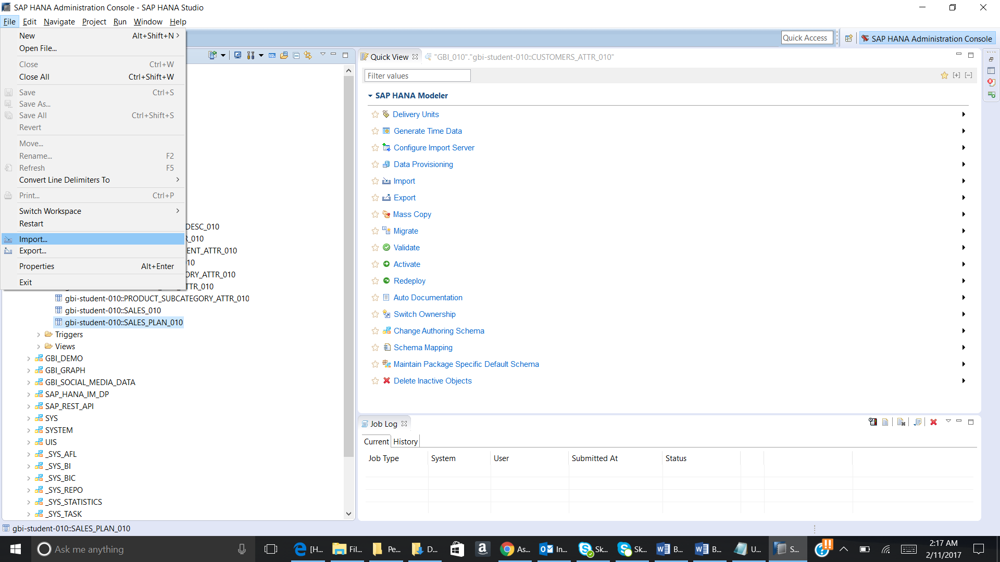 SAP HANA Administration Console - SAP HANA Studio
File Edit Navigate Project Run Window Help
New Alt+Shift+N
Open File...
Close Ctrl+W
Close All Ctrl+Shift+W
Save Ctrl+S
Save As...
Save All Ctrl+Shift+S
Revert
Move...
Rename... F2
Refresh F5
Convert Line Delimiters To
Print... Ctrl+P
Switch Workspace
Restart
Import...
Export...
Properties Alt+Enter
Exit
DESC_010
R_010
ENT_ATTR_010
010
ORY_ATTR_010
TTR_010
gbi-student-010::PRODUCT_SUBCATEGORY_ATTR_010
gbi-student-010::SALES_010
gbi-student-010::SALES_PLAN_010
Triggers
Views
GBI_DEMO
GBI_GRAPH
GBI_SOCIAL_MEDIA_DATA
SAP_HANA_IM_DP
SAP_REST_API
SYS
SYSTEM
UIS
_SYS_AFL
_SYS_BI
_SYS_BIC
_SYS_REPO
_SYS_STATISTICS
_SYS_TASK
Quick Access
SAP HANA Administration Console
Quick View "GBI_010"."gbi-student-010::CUSTOMERS_ATTR_010"
Filter values
SAP HANA Modeler
Delivery Units
Generate Time Data
Configure Import Server
Data Provisioning
Import
Export
Mass Copy
Migrate
Validate
Activate
Redeploy
Auto Documentation
Switch Ownership
Change Authoring Schema
Schema Mapping
Maintain Package Specific Default Schema
Delete Inactive Objects
Job Log
Current History
Job Type System User Submitted At Status
gbi-student-010::SALES_PLAN_010
Ask me anything
[H... Fil... Pe... D... As... In... Sk... Sk... B... B... U... S...
2:17 AM
2/11/2017